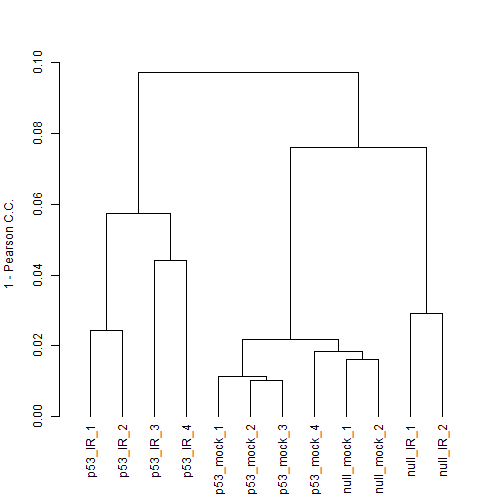 1 - Pearson C.C.
0.10
0.08
0.06
0.04
0.02
0.00
p53_IR_1
p53_IR_2
p53_IR_3
p53_IR_4
p53_mock_1
p53_mock_2
p53_mock_3
p53_mock_4
null_mock_1
null_mock_2
null_IR_1
null_IR_2